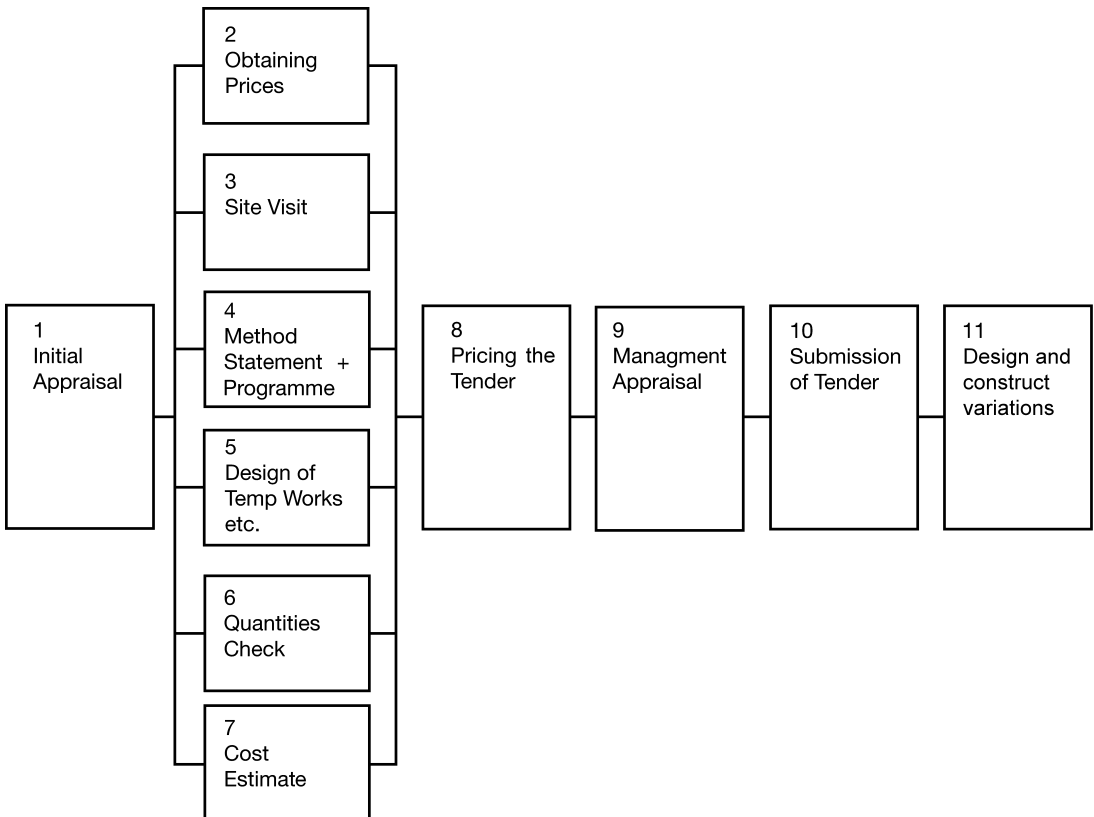 1
Initial
Appraisal
2
Obtaining
Prices
3
Site Visit
4
Method
Statement +
Programme
5
Design of
Temp Works
etc.
6
Quantities
Check
7
Cost
Estimate
8
Pricing the
Tender
9
Managment
Appraisal
10
Submission
of Tender
11
Design and
construct
variations